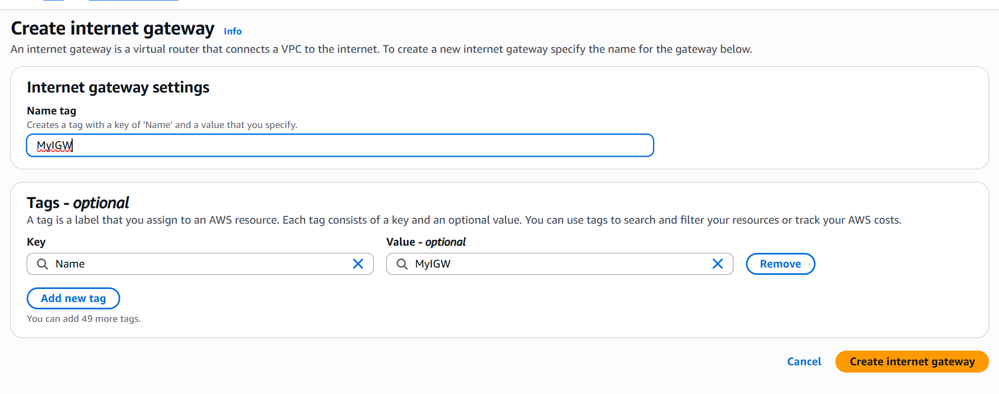 Create internet gateway Info
An internet gateway is a virtual router that connects a VPC to the internet. To create a new internet gateway specify the name for the gateway below.
Internet gateway settings
Name tag
Creates a tag with a key of 'Name' and a value that you specify.
MyIGW
Tags - optional
A tag is a label that you assign to an AWS resource. Each tag consists of a key and an optional value. You can use tags to search and filter your resources or track your AWS costs.
Key Value - optional
Name MyIGW Remove
Add new tag
You can add 49 more tags.
Cancel Create internet gateway